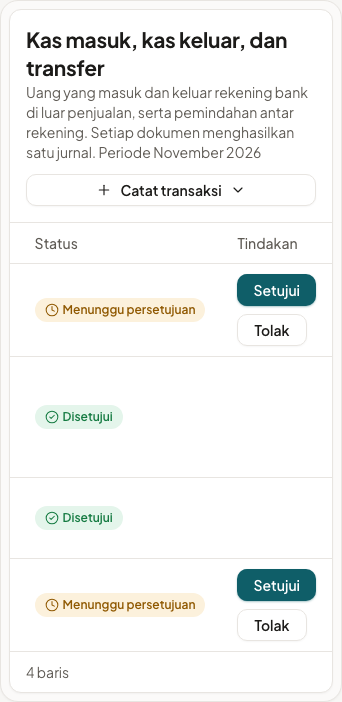 Kas masuk, kas keluar, dan
transfer
Uang yang masuk dan keluar rekening bank
di luar penjualan, serta pemindahan antar
rekening. Setiap dokumen menghasilkan
satu jurnal. Periode November 2026
Catat transaksi
Status Tindakan
Menunggu persetujuan
Setujui
Tolak
Disetujui
Disetujui
Menunggu persetujuan
Setujui
Tolak
4 baris